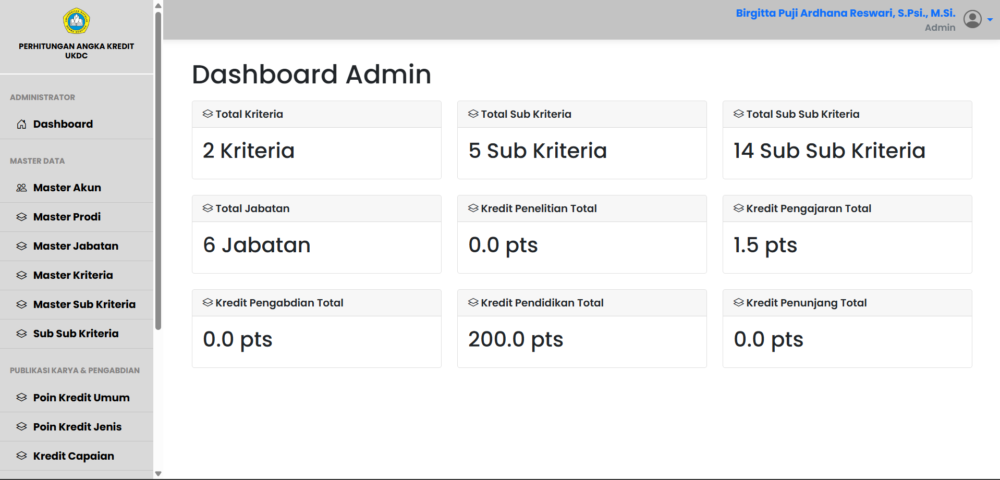 PERHITUNGAN ANGKA KREDIT
UKDC
ADMINISTRATOR
Dashboard
MASTER DATA
Master Akun
Master Prodi
Master Jabatan
Master Kriteria
Master Sub Kriteria
Sub Sub Kriteria
PUBLIKASI KARYA & PENGABDIAN
Poin Kredit Umum
Poin Kredit Jenis
Kredit Capaian
Birgitta Puji Ardhana Reswari, S.Psi., M.Si.
Admin
Dashboard Admin
Total Kriteria
2 Kriteria
Total Sub Kriteria
5 Sub Kriteria
Total Sub Sub Kriteria
14 Sub Sub Kriteria
Total Jabatan
6 Jabatan
Kredit Penelitian Total
0.0 pts
Kredit Pengajaran Total
1.5 pts
Kredit Pengabdian Total
0.0 pts
Kredit Pendidikan Total
200.0 pts
Kredit Penunjang Total
0.0 pts